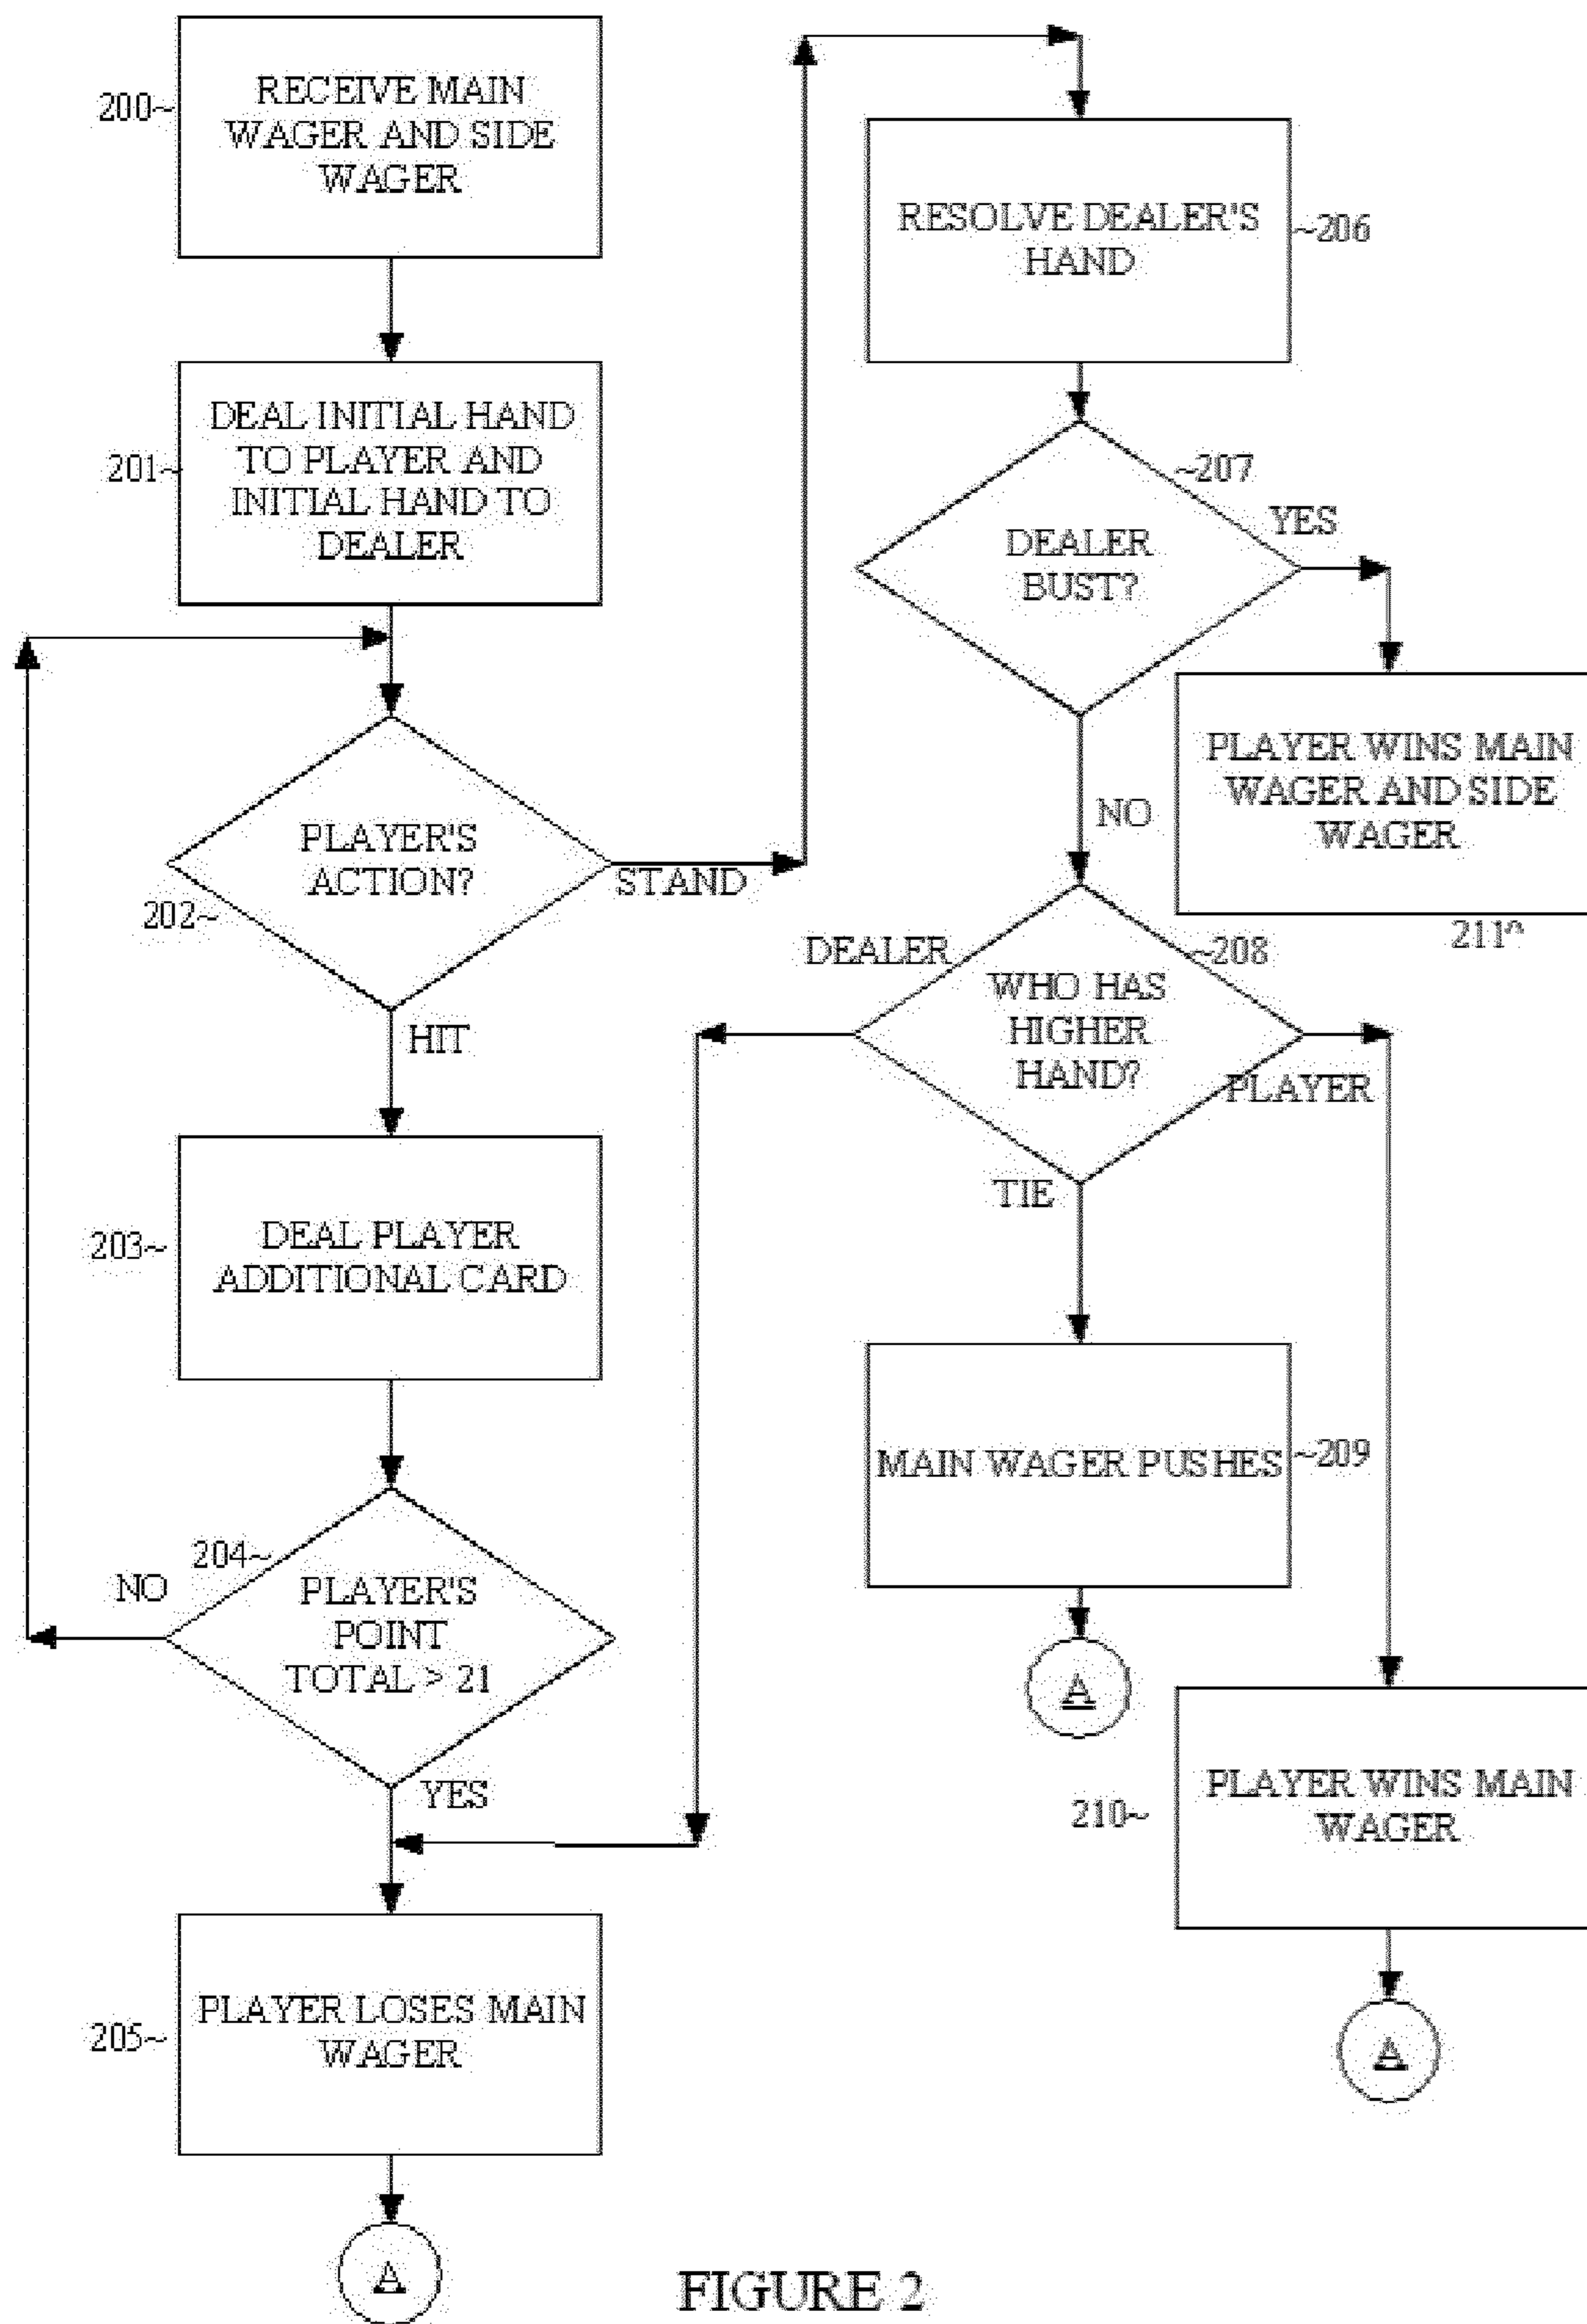 200~
RECEIVE MAIN
WAGER AND SIDE
WAGER
201~
DEAL INITIAL HAND
TO PLAYER AND
INITIAL HAND TO
DEALER
PLAYER'S
ACTION?
202~
STAND
HIT
203~
DEAL PLAYER
ADDITIONAL CARD
204~
NO
PLAYER'S
POINT
TOTAL > 21
YES
205~
PLAYER LOSES MAIN
WAGER
A
RESOLVE DEALER'S
HAND
~206
~207
YES
DEALER
BUST?
NO
PLAYER WINS MAIN
WAGER AND SIDE
WAGER
211^
DEALER
~208
WHO HAS
HIGHER
HAND?
PLAYER
TIE
MAIN WAGER PUSHES
~209
A
210~
PLAYER WINS MAIN
WAGER
A
FIGURE 2